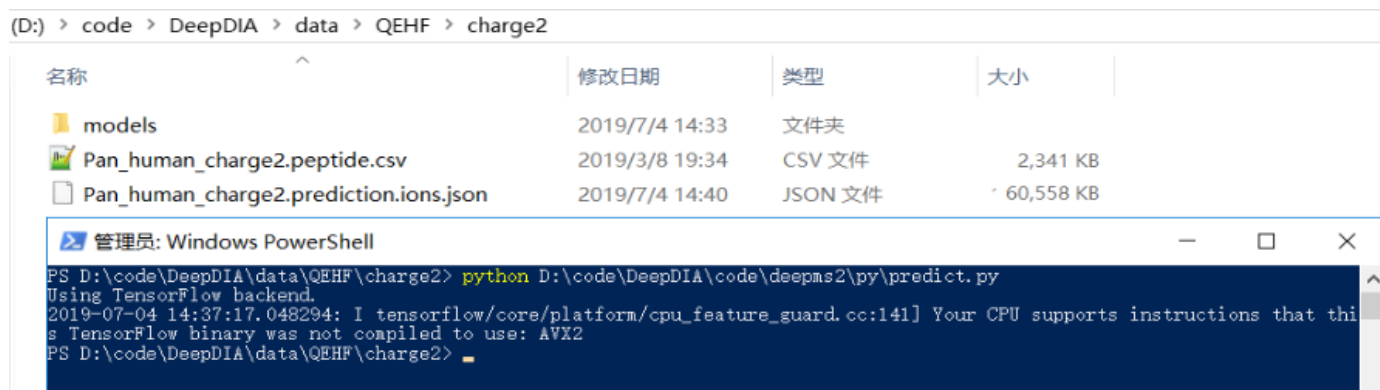 (D:) > code > DeepDIA > data > QEHF > charge2
名称 修改日期 类型 大小
models 2019/7/4 14:33 文件夹
Pan_human_charge2.peptide.csv 2019/3/8 19:34 CSV 文件 2,341 KB
Pan_human_charge2.prediction.ions.json 2019/7/4 14:40 JSON 文件 60,558 KB
管理员: Windows PowerShell
PS D:\code\DeepDIA\data\QEHF\charge2> python D:\code\DeepDIA\code\deepms2\py\predict.py
Using TensorFlow backend.
2019-07-04 14:37:17.048294: I tensorflow/core/platform/cpu_feature_guard.cc:141] Your CPU supports instructions that thi
s TensorFlow binary was not compiled to use: AVX2
PS D:\code\DeepDIA\data\QEHF\charge2>